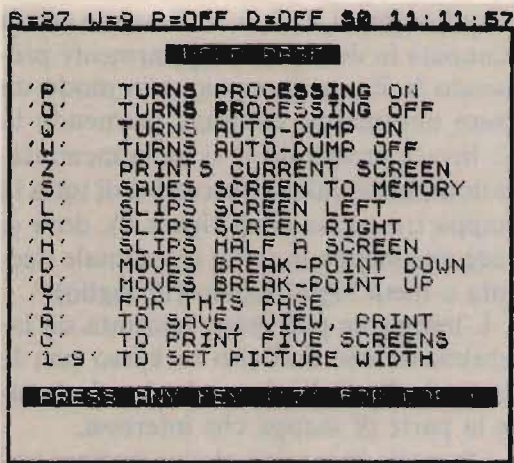 B=27 W=9 P=OFF D=OFF 11:11:57
'P' TURNS PROCESSING ON
'O' TURNS PROCESSING OFF
'Q' TURNS AUTO-DUMP ON
'W' TURNS AUTO-DUMP OFF
'Z' PRINTS CURRENT SCREEN
'S' SAVES SCREEN TO MEMORY
'L' SLIPS SCREEN LEFT
'R' SLIPS SCREEN RIGHT
'H' SLIPS HALF A SCREEN
'D' MOVES BREAK-POINT DOWN
'U' MOVES BREAK-POINT UP
'I' FOR THIS PAGE
TO SAVE, VIEW, PRINT
'C' TO PRINT FIVE SCREENS
1-9 TO SET PICTURE WIDTH
PRESS ANY KEY FOR